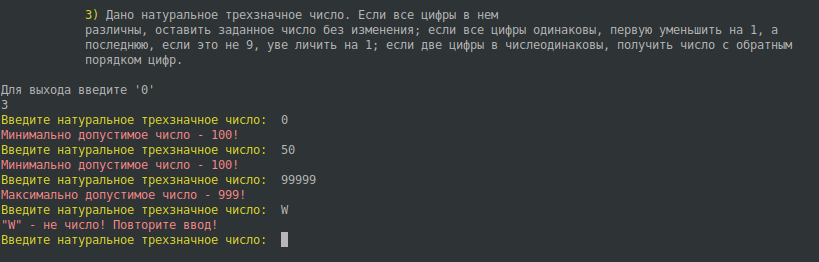 3) Дано натуральное трехзначное число. Если все цифры в нем
различны, оставить заданное число без изменения; если все цифры одинаковы, первую уменьшить на 1, а
последнюю, если это не 9, уве личить на 1; если две цифры в числеодинаковы, получить число с обратным
порядком цифр.
Для выхода введите '0'
3
Введите натуральное трехзначное число: 0
Минимально допустимое число - 100!
Введите натуральное трехзначное число: 50
Минимально допустимое число - 100!
Введите натуральное трехзначное число: 99999
Максимально допустимое число - 999!
Введите натуральное трехзначное число: W
"W" - не число! Повторите ввод!
Введите натуральное трехзначное число: